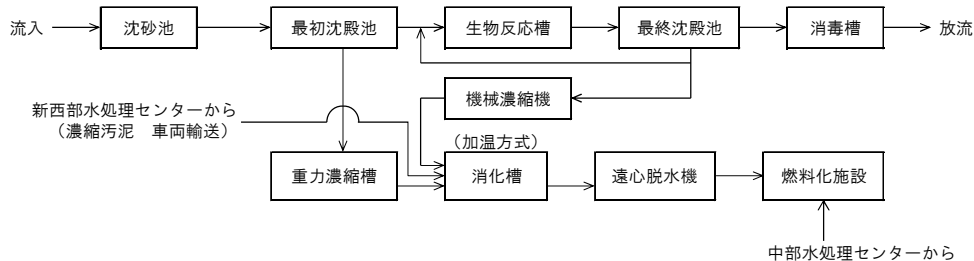 流入
沈砂池
最初沈殿池
生物反応槽
最終沈殿池
消毒槽
放流
機械濃縮機
新西部水処理センターから
(濃縮汚泥 車両輸送)
(加温方式)
重力濃縮槽
消化槽
遠心脱水機
燃料化施設
中部水処理センターから